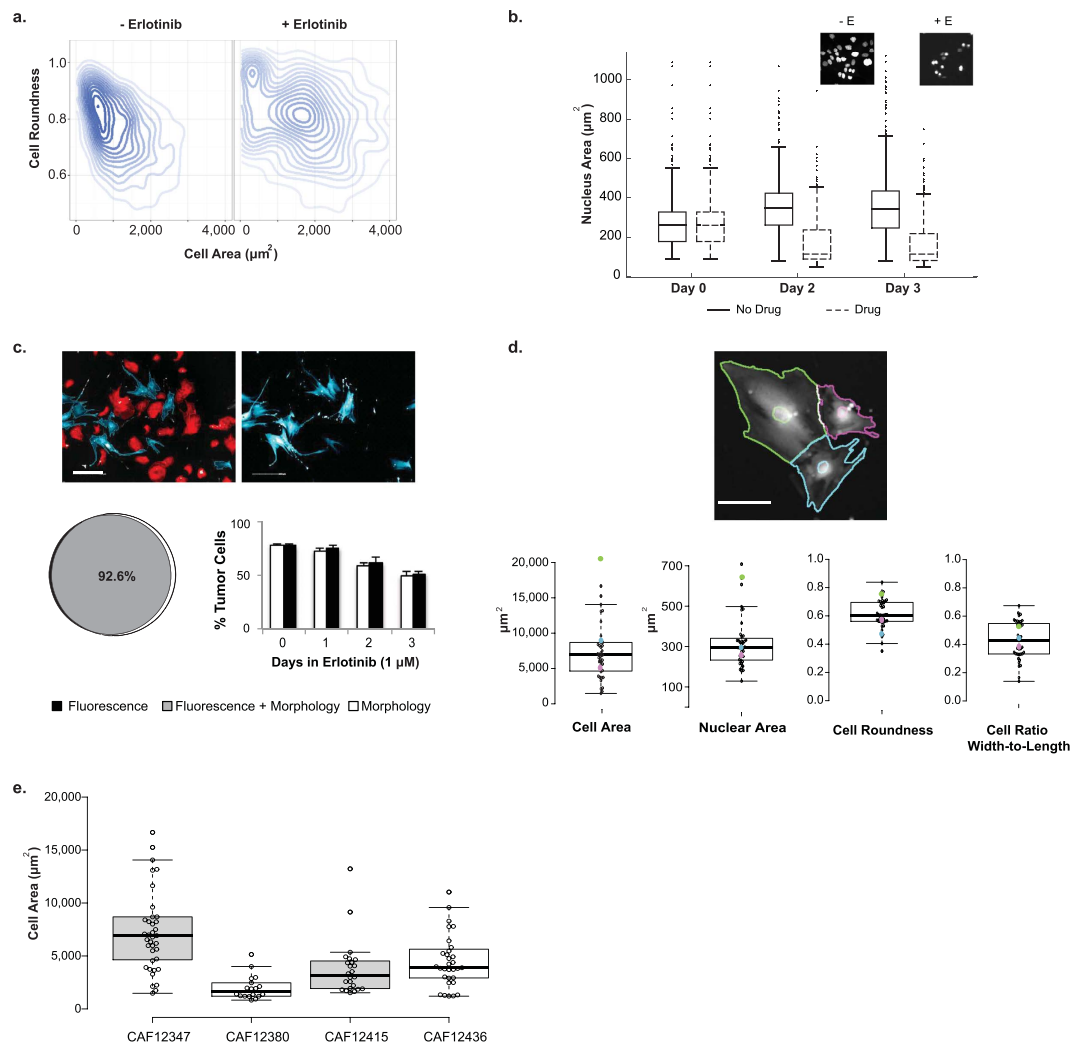 a.
- Erlotinib
+ Erlotinib
Cell Roundness
1.0
0.8
0.6
0
2,000
4,000
0
2,000
4,000
Cell Area (µm²)
b.
- E
+ E
Nucleus Area (µm²)
1000
800
600
400
200
0
Day 0
Day 2
Day 3
No Drug
Drug
c.
92.6%
% Tumor Cells
100
50
0
1
2
3
Days in Erlotinib (1 µM)
Fluorescence
Fluorescence + Morphology
Morphology
d.
µm²
20,000
15,000
10,000
5,000
0
Cell Area
µm²
700
500
300
100
Nuclear Area
1.0
0.8
0.6
0.4
0.2
0.0
Cell Roundness
1.0
0.8
0.6
0.4
0.2
0.0
Cell Ratio
Width-to-Length
e.
Cell Area (µm²)
20,000
15,000
10,000
5,000
0
CAF12347
CAF12380
CAF12415
CAF12436